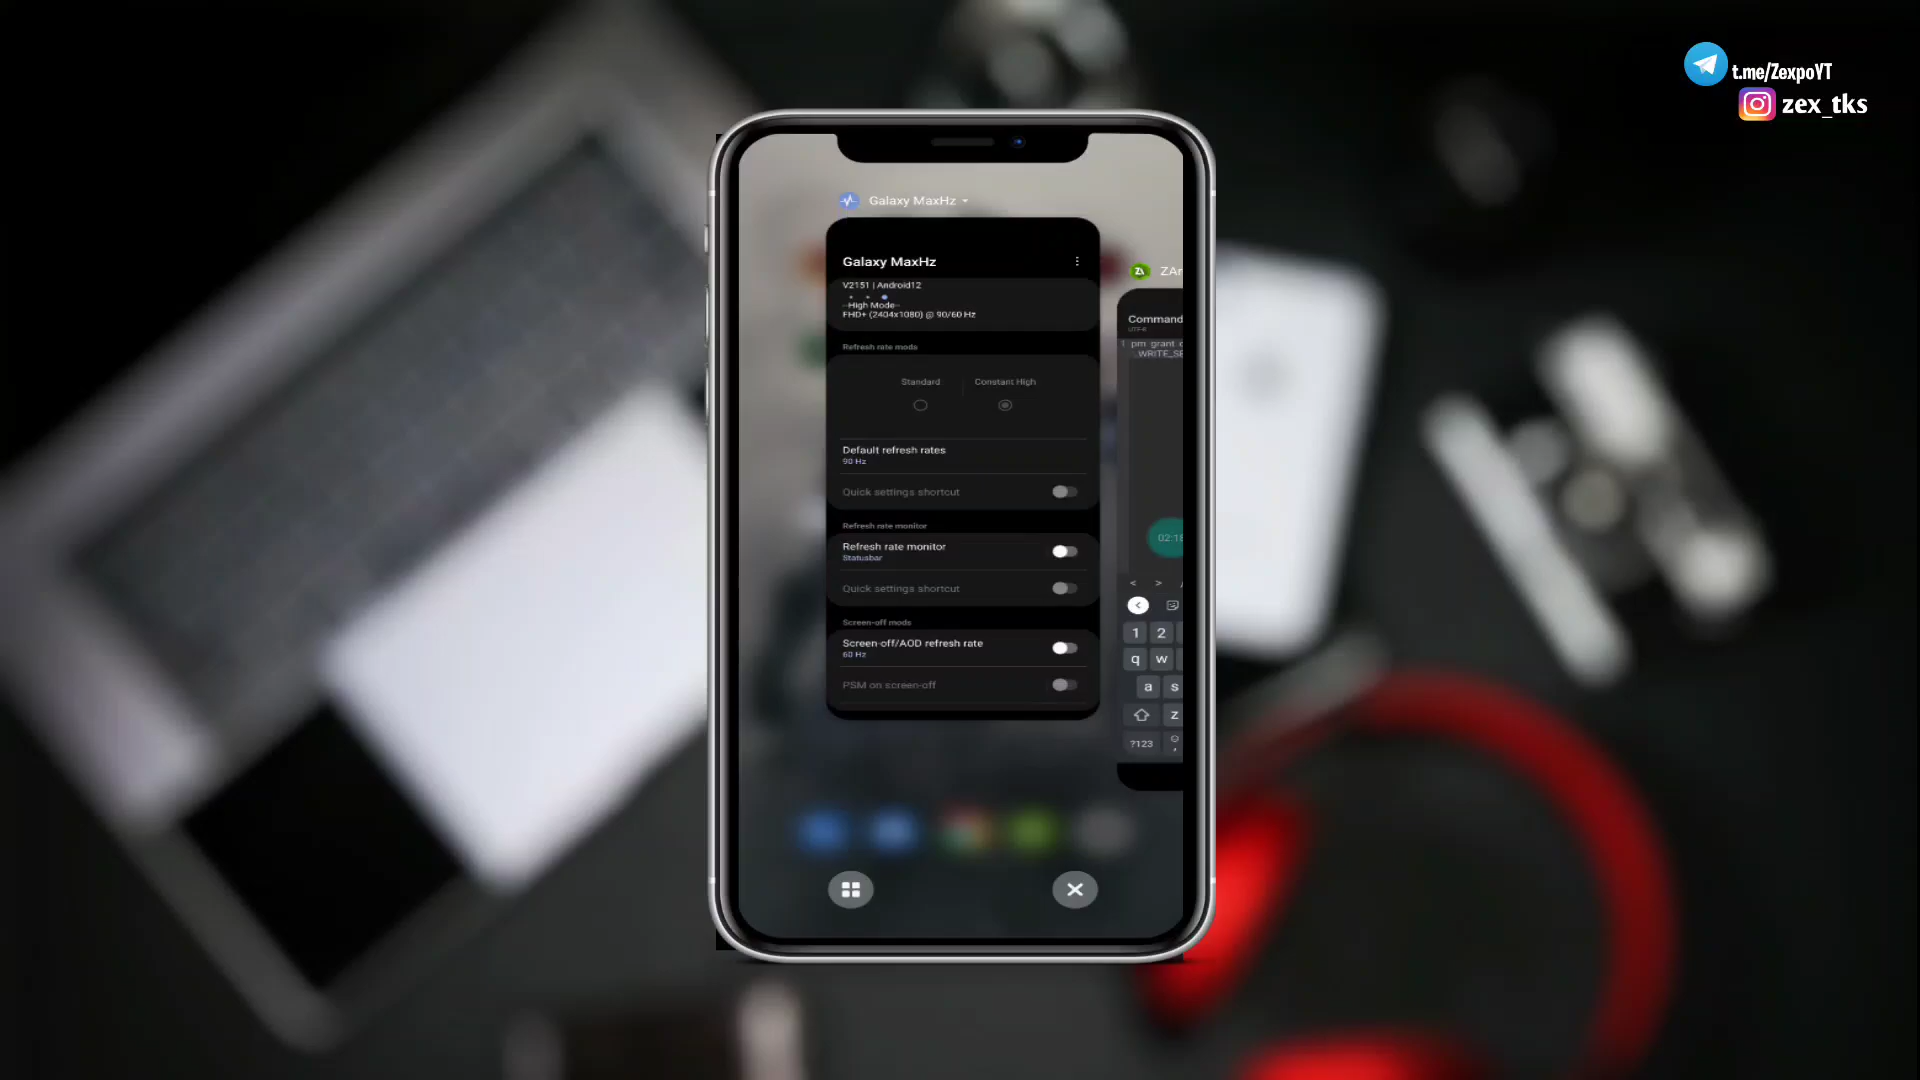 t.me/ZexpoYT
zex_tks
Galaxy MaxHz
Galaxy MaxHz
V2151 | Android12
--High Mode--
FHD+ (2404x1080) @ 90/60 Hz
Refresh rate mode
Standard
Constant High
Default refresh rates
90 Hz
Quick settings shortcut
Refresh rate monitor
Refresh rate monitor
Statusbar
Quick settings shortcut
Screen-off mods
Screen-off/AOD refresh rate
60 Hz
PSM on screen-off
ZAr
Command
UTF-8
1 pm grant c
.WRITE_SE
02:18
< > /
1 2
q w
a s
z
?123 ,